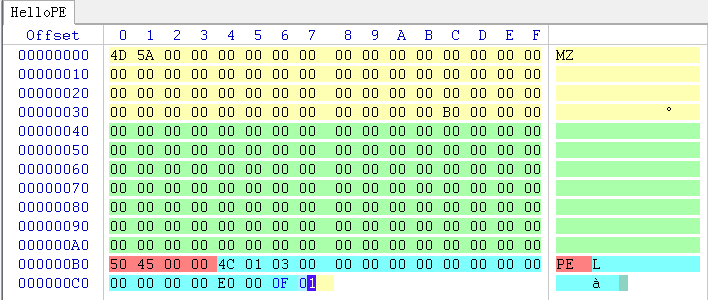 HelloPE
Offset 0 1 2 3 4 5 6 7 8 9 A B C D E F
00000000 4D 5A 00 00 00 00 00 00 00 00 00 00 00 00 00 00 MZ
00000010 00 00 00 00 00 00 00 00 00 00 00 00 00 00 00 00
00000020 00 00 00 00 00 00 00 00 00 00 00 00 00 00 00 00
00000030 00 00 00 00 00 00 00 00 00 00 00 00 B0 00 00 00 °
00000040 00 00 00 00 00 00 00 00 00 00 00 00 00 00 00 00
00000050 00 00 00 00 00 00 00 00 00 00 00 00 00 00 00 00
00000060 00 00 00 00 00 00 00 00 00 00 00 00 00 00 00 00
00000070 00 00 00 00 00 00 00 00 00 00 00 00 00 00 00 00
00000080 00 00 00 00 00 00 00 00 00 00 00 00 00 00 00 00
00000090 00 00 00 00 00 00 00 00 00 00 00 00 00 00 00 00
000000A0 00 00 00 00 00 00 00 00 00 00 00 00 00 00 00 00
000000B0 50 45 00 00 4C 01 03 00 00 00 00 00 00 00 00 00 PE L
000000C0 00 00 00 00 E0 00 0F 01 à